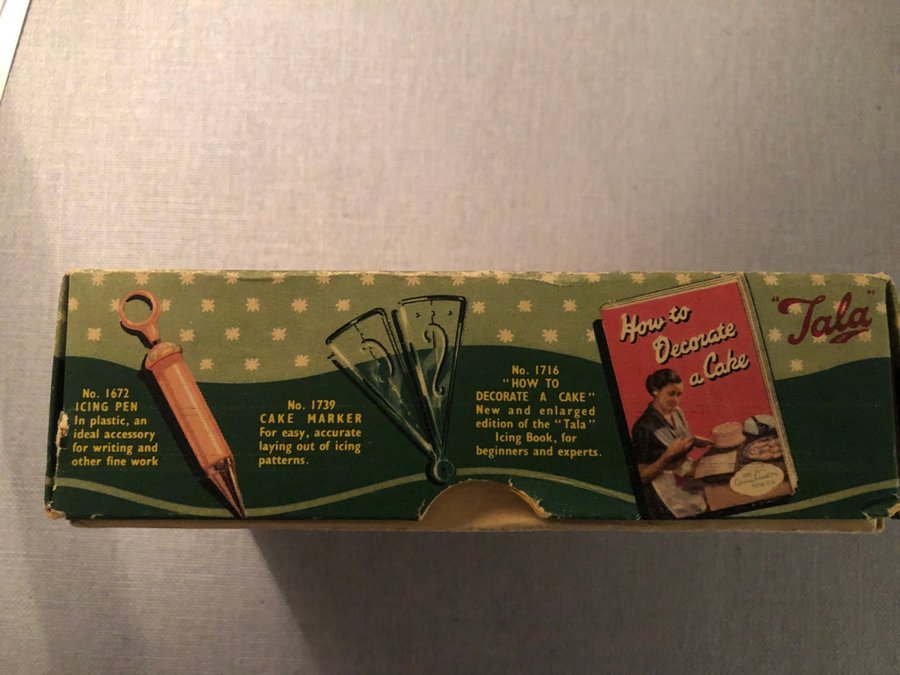 No. 1672
ICING PEN
In plastic, an
ideal accessory
for writing and
other fine work
No. 1739
CAKE MARKER
For easy, accurate
laying out of icing
patterns.
No. 1716
"HOW TO
DECORATE A CAKE"
New and enlarged
edition of the "Tala"
Icing Book, for
beginners and experts.
How to
Decorate
a Cake
"Tala"